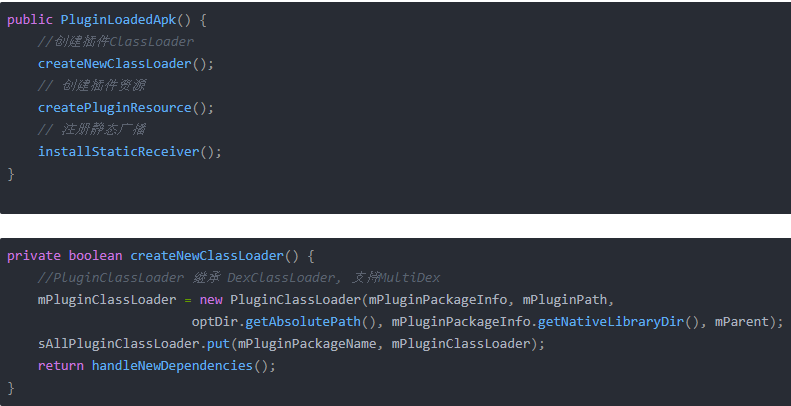 public PluginLoadedApk() {
    //创建插件ClassLoader
    createNewClassLoader();
    // 创建插件资源
    createPluginResource();
    // 注册静态广播
    installStaticReceiver();
}
private boolean createNewClassLoader() {
    //PluginClassLoader 继承 DexClassLoader, 支持MultiDex
    mPluginClassLoader = new PluginClassLoader(mPluginPackageInfo, mPluginPath,
                        optDir.getAbsolutePath(), mPluginPackageInfo.getNativeLibraryDir(), mParent);
    sAllPluginClassLoader.put(mPluginPackageName, mPluginClassLoader);
    return handleNewDependencies();
}